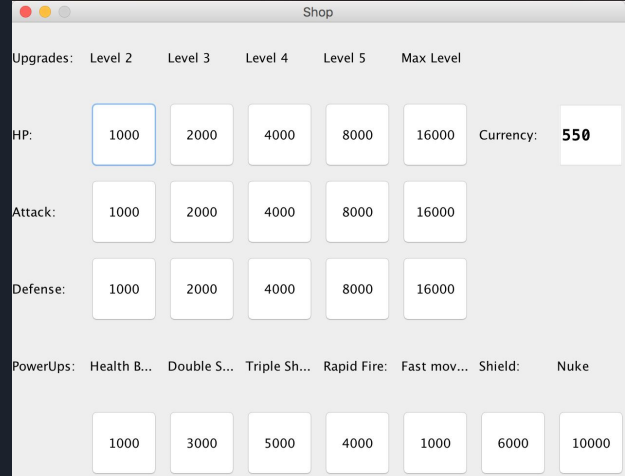 Shop
Upgrades: Level 2 Level 3 Level 4 Level 5 Max Level
HP: 1000 2000 4000 8000 16000 Currency: 550
Attack: 1000 2000 4000 8000 16000
Defense: 1000 2000 4000 8000 16000
PowerUps: Health B... Double S... Triple Sh... Rapid Fire: Fast mov... Shield: Nuke
1000 3000 5000 4000 1000 6000 10000